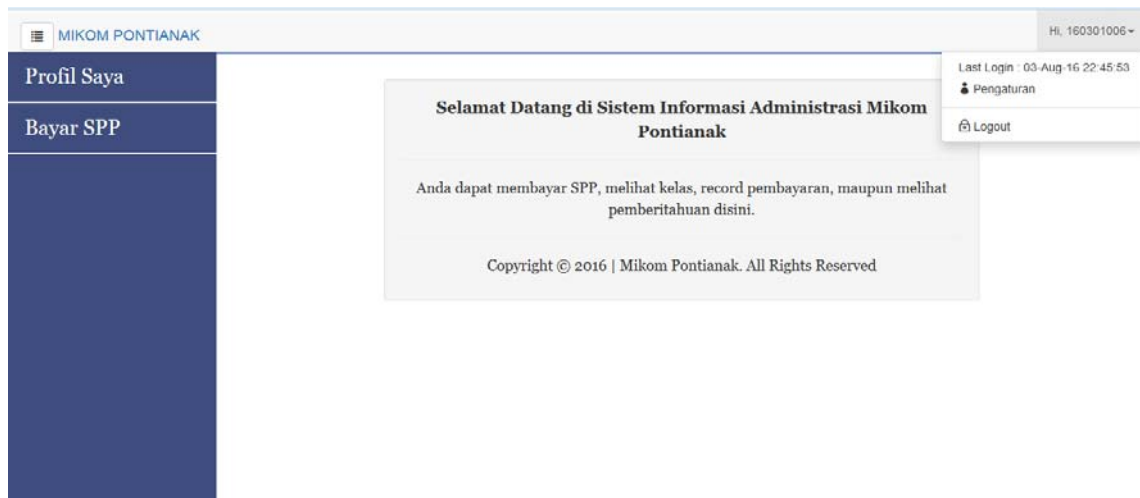 MIKOM PONTIANAK
Hi, 160301006
Profil Saya
Bayar SPP
Last Login : 03-Aug-16 22:45:53
Pengaturan
Logout
Selamat Datang di Sistem Informasi Administrasi Mikom
Pontianak
Anda dapat membayar SPP, melihat kelas, record pembayaran, maupun melihat
pemberitahuan disini.
Copyright © 2016 | Mikom Pontianak. All Rights Reserved